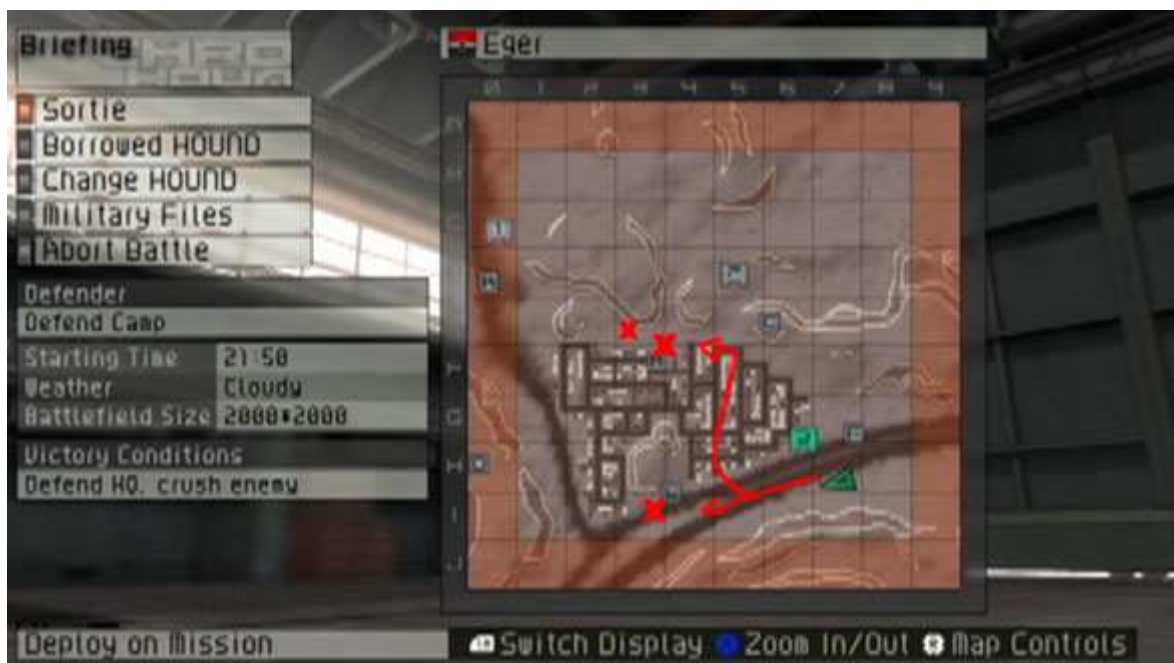 Briefing
Eger
Sortie
Borrowed HOUND
Change HOUND
Military Files
Abort Battle
Defender
Defend Camp
Starting Time 21:50
Weather Cloudy
Battlefield Size 2000*2000
Victory Conditions
Defend HQ. crush enemy
Deploy on Mission
Switch Display Zoom In/Out Map Controls